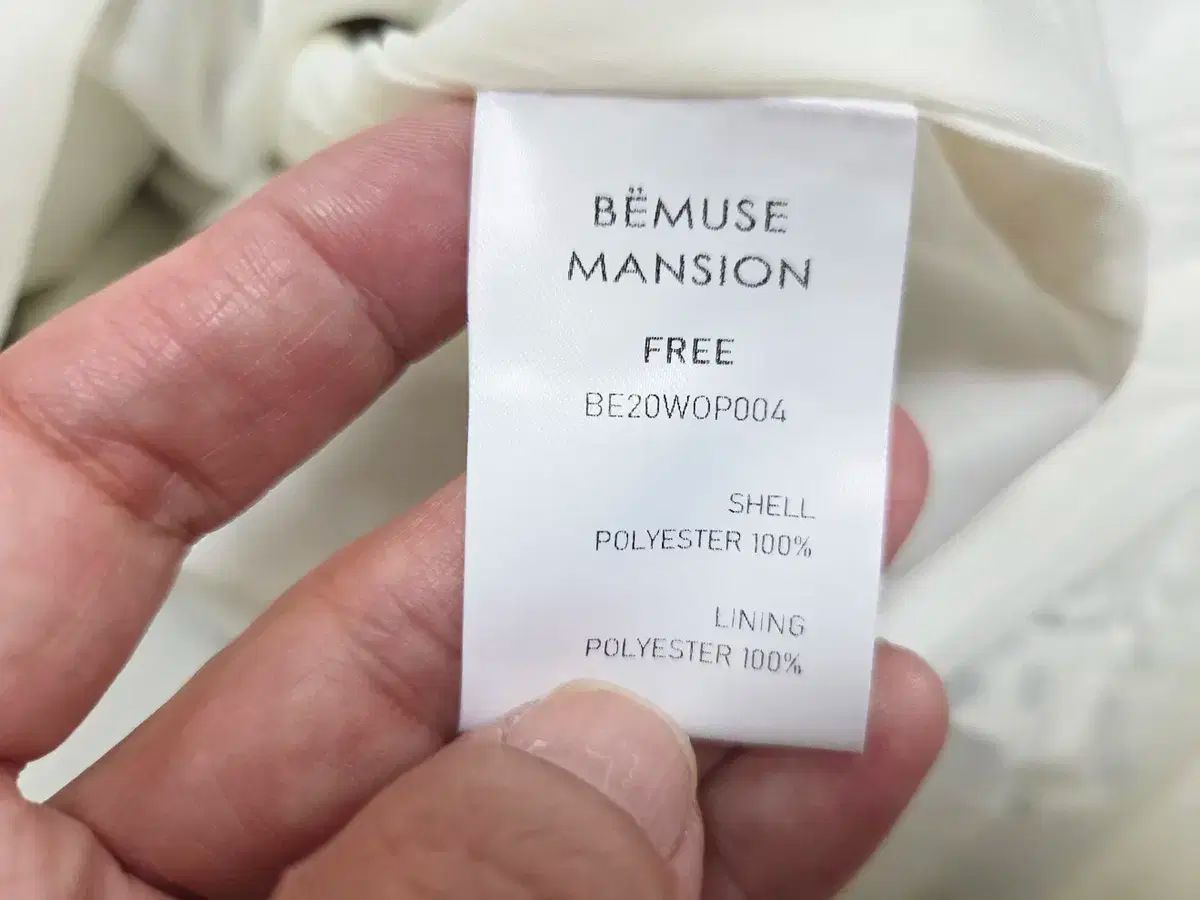 BËMUSE
MANSION
FREE
BE20WOP004
SHELL
POLYESTER 100%
LINING
POLYESTER 100%